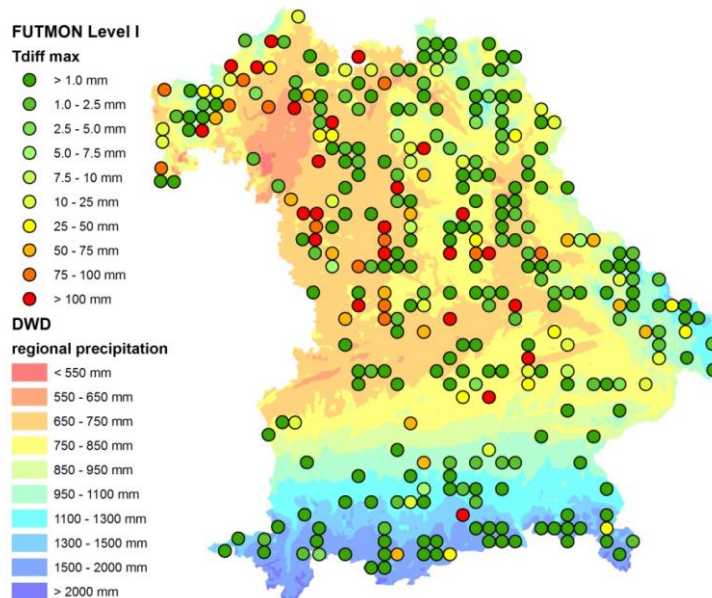 FUTMON Level I
Tdiff max
> 1.0 mm
1.0 - 2.5 mm
2.5 - 5.0 mm
5.0 - 7.5 mm
7.5 - 10 mm
10 - 25 mm
25 - 50 mm
50 - 75 mm
75 - 100 mm
> 100 mm
DWD
regional precipitation
< 550 mm
550 - 650 mm
650 - 750 mm
750 - 850 mm
850 - 950 mm
950 - 1100 mm
1100 - 1300 mm
1300 - 1500 mm
1500 - 2000 mm
> 2000 mm